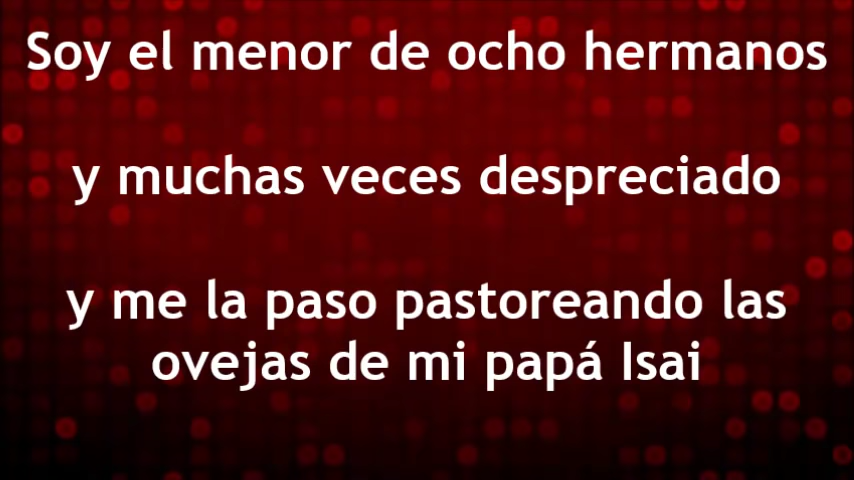 Soy el menor de ocho hermanos
y muchas veces despreciado
y me la paso pastoreando las
ovejas de mi papá Isai